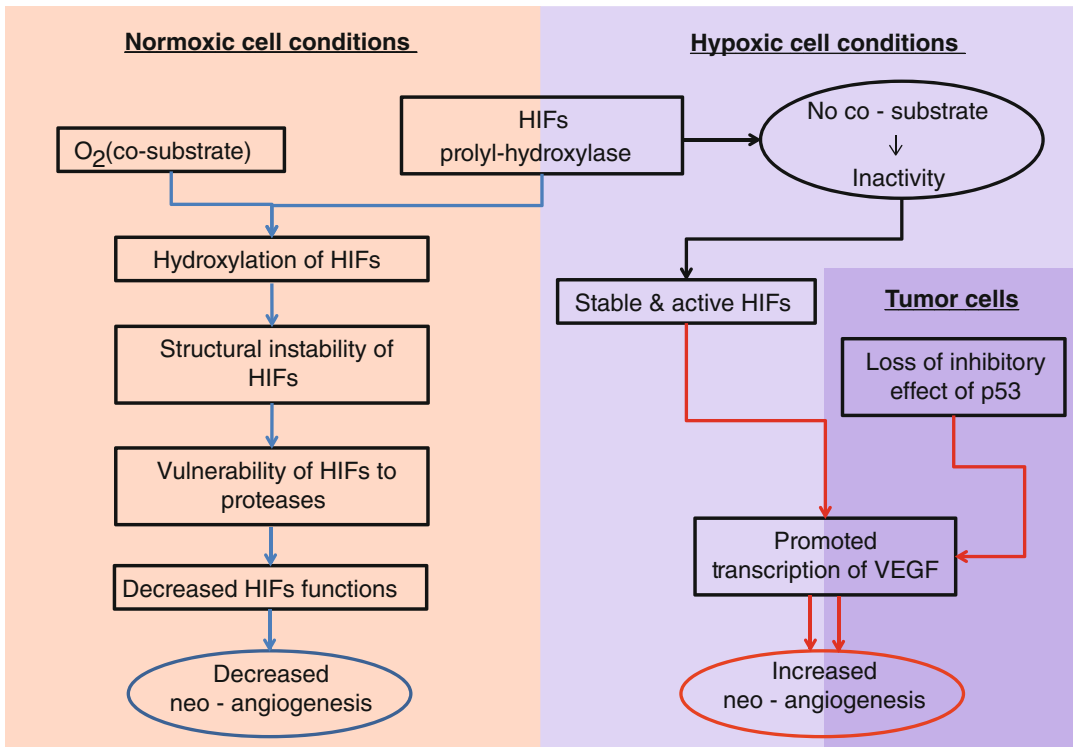 Normoxic cell conditions
Hypoxic cell conditions
O2(co-substrate)
HIFs
prolyl-hydroxylase
No co - substrate
↓
Inactivity
Hydroxylation of HIFs
Structural instability of
HIFs
Vulnerability of HIFs to
proteases
Decreased HIFs functions
Decreased
neo - angiogenesis
Stable & active HIFs
Tumor cells
Loss of inhibitory
effect of p53
Promoted
transcription of VEGF
Increased
neo - angiogenesis